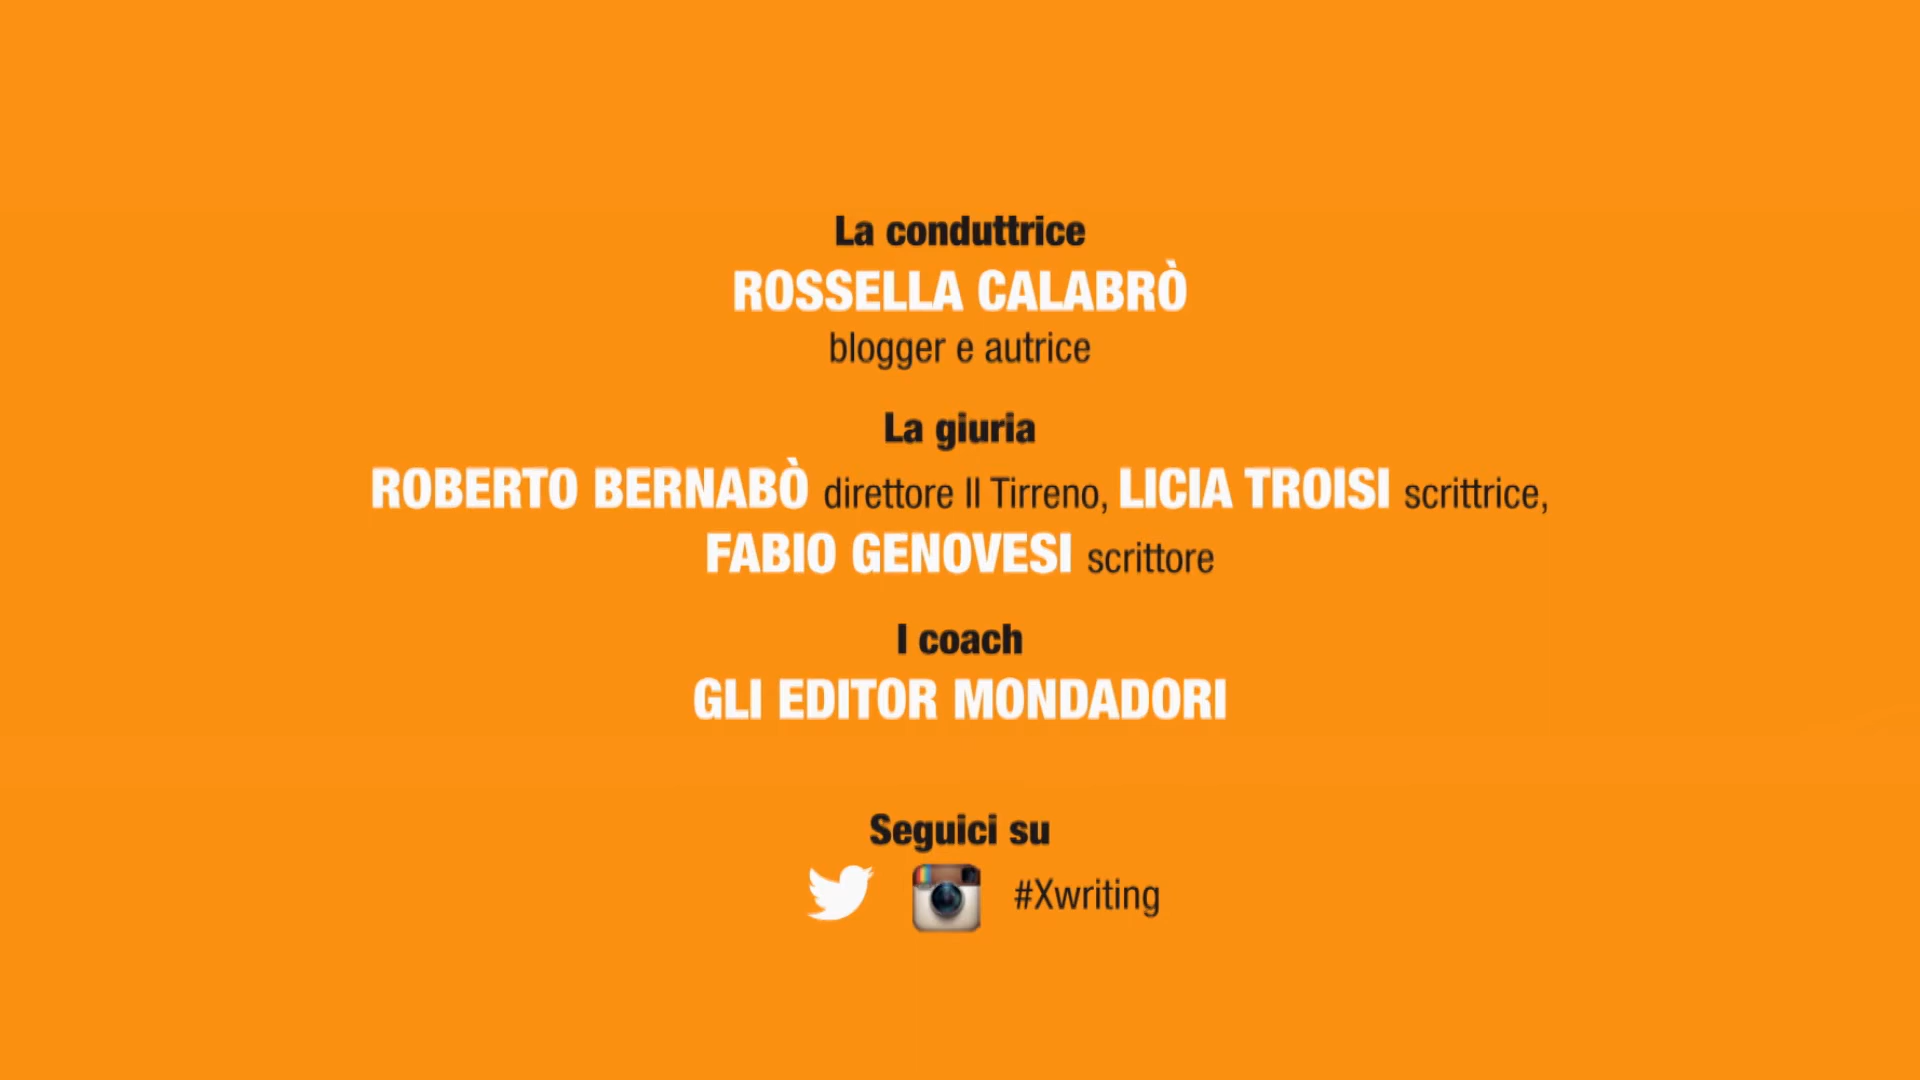 La conduttrice
ROSSELLA CALABRÒ
blogger e autrice
La giuria
ROBERTO BERNABÒ direttore Il Tirreno, LICIA TROISI scrittrice,
FABIO GENOVESI scrittore
I coach
GLI EDITOR MONDADORI
Seguici su
#Xwriting